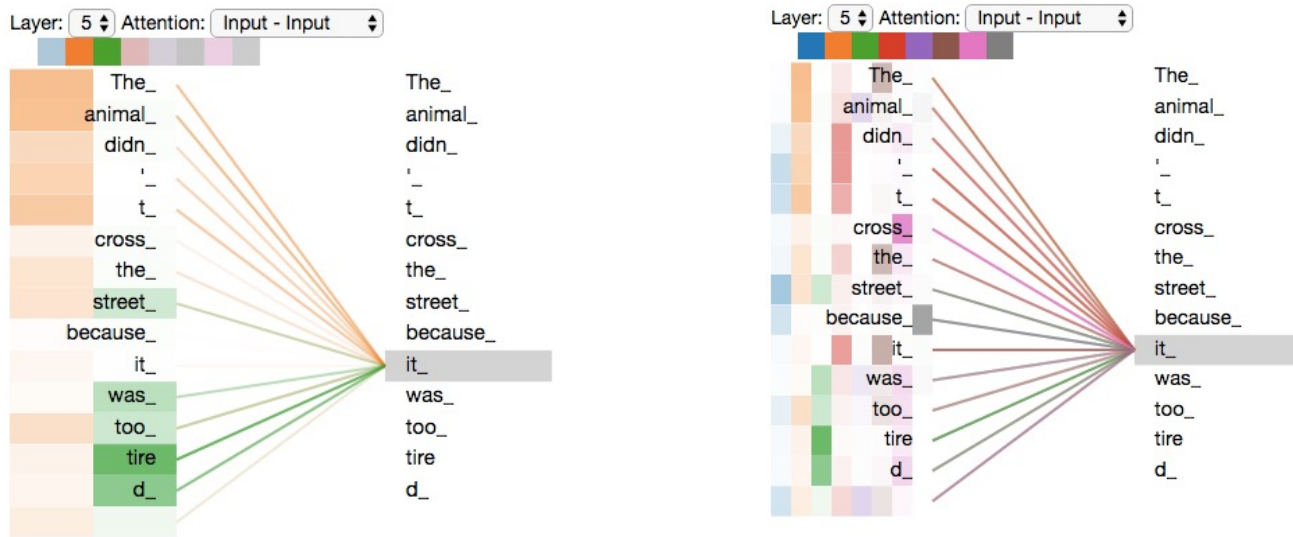 Layer: 5 Attention: Input - Input
The_ The_
animal_ animal_
didn_ didn_
'_ '_
t_ t_
cross_ cross_
the_ the_
street_ street_
because_ because_
it_ it_
was_ was_
too_ too_
tire tire
d_ d_
Layer: 5 Attention: Input - Input
The_ The_
animal_ animal_
didn_ didn_
'_ '_
t_ t_
cross_ cross_
the_ the_
street_ street_
because_ because_
it_ it_
was_ was_
too_ too_
tire tire
d_ d_